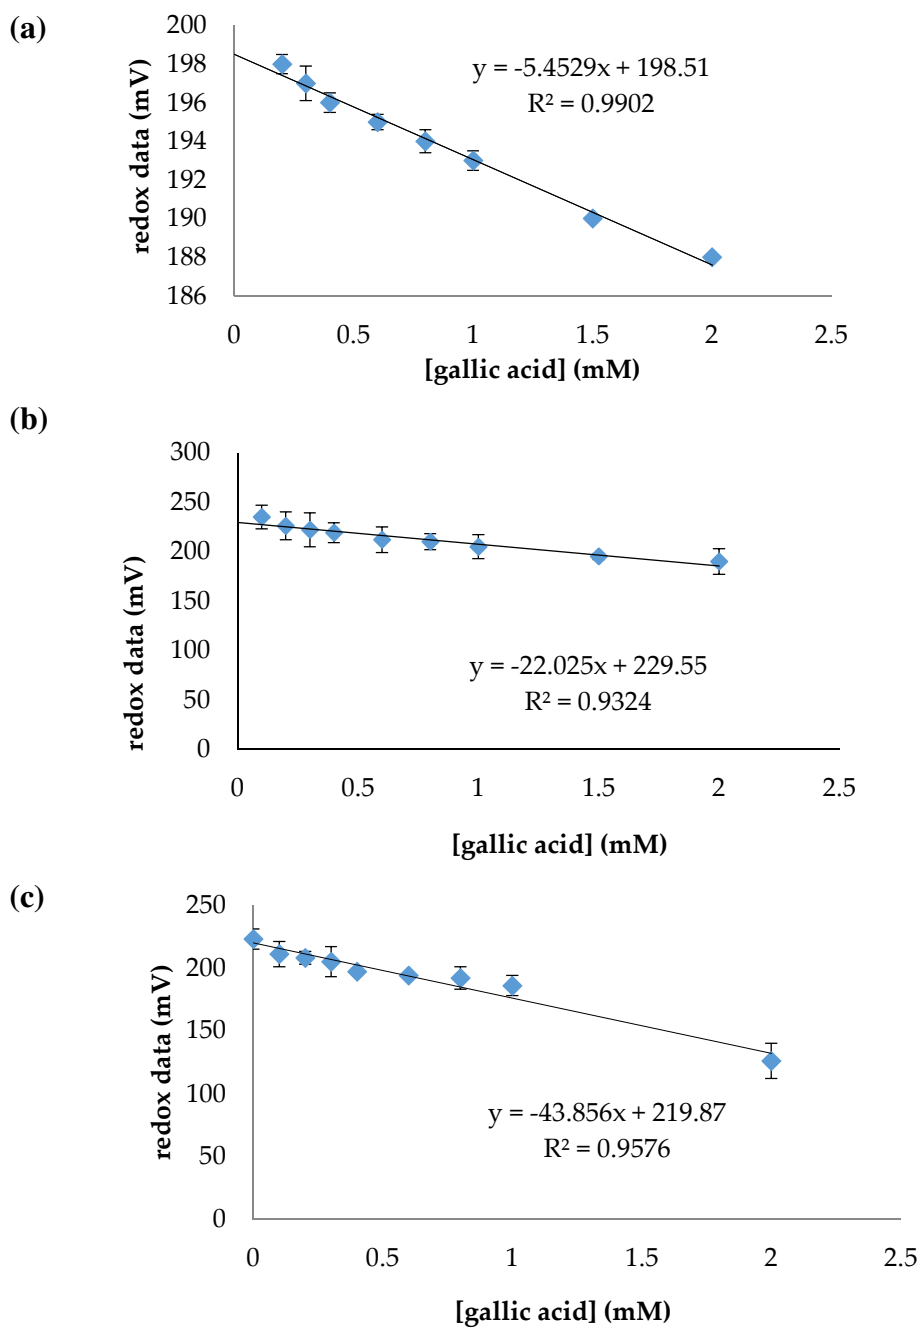 (a)
200
198
196
194
192
190
188
186
redox data (mV)
y = -5.4529x + 198.51
R² = 0.9902
0 0.5 1 1.5 2 2.5
[gallic acid] (mM)
(b)
300
250
200
150
100
50
0
redox data (mV)
y = -22.025x + 229.55
R² = 0.9324
0 0.5 1 1.5 2 2.5
[gallic acid] (mM)
(c)
250
200
150
100
50
0
redox data (mV)
y = -43.856x + 219.87
R² = 0.9576
0 0.5 1 2 2.5
[gallic acid] (mM)